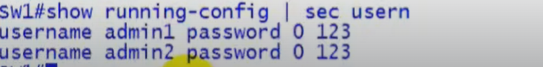 SW1#show running-config | sec usern
username admin1 password 0 123
username admin2 password 0 123